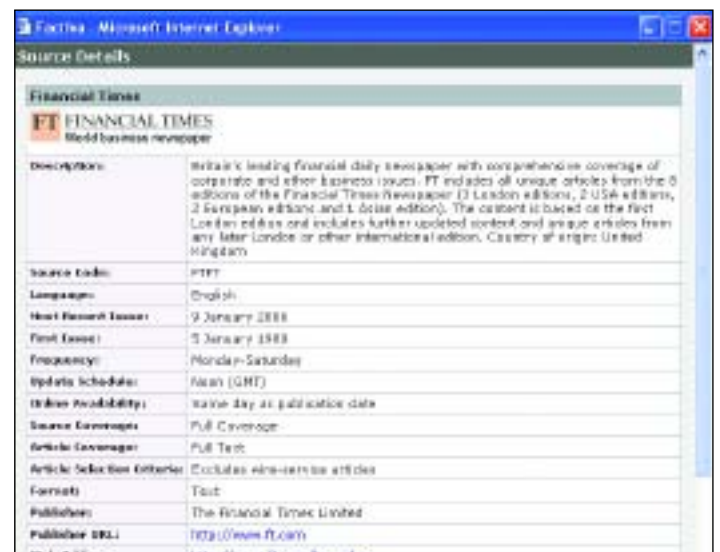 Factiva - Microsoft Internet Explorer
Source Details
Financial Times
FT FINANCIAL TIMES
World business newspaper
Description: Britain's leading financial daily newspaper with comprehensive coverage of
corporate and other business issues. FT includes all unique articles from the 8
editions of the Financial Times Newspaper (3 London editions, 2 USA editions,
2 European editions and 1 Asian edition). The content is based on the first
London edition and includes further updated content and unique articles from
any later London or other international edition. Country of origin: United
Kingdom
Source Code: FTFT
Language: English
Most Recent Issue: 9 January
First Issue: 5 January
Frequency: Monday-Saturday
Update Schedule: Noon (GMT)
Online Availability: Same day as publication date
Source Coverage: Full Coverage
Article Coverage: Full Text
Article Selection Criteria: Excludes wire-service articles
Format: Text
Publisher: The Financial Times Limited
Publisher URL: http://www.ft.com